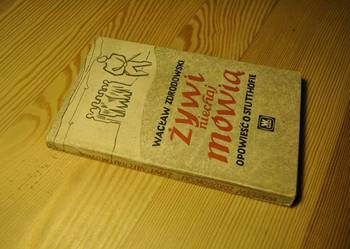 WACŁAW ZDRODOWSKI
żywi
niechaj
mówią
OPOWIEŚĆ O STUTTHOFIE